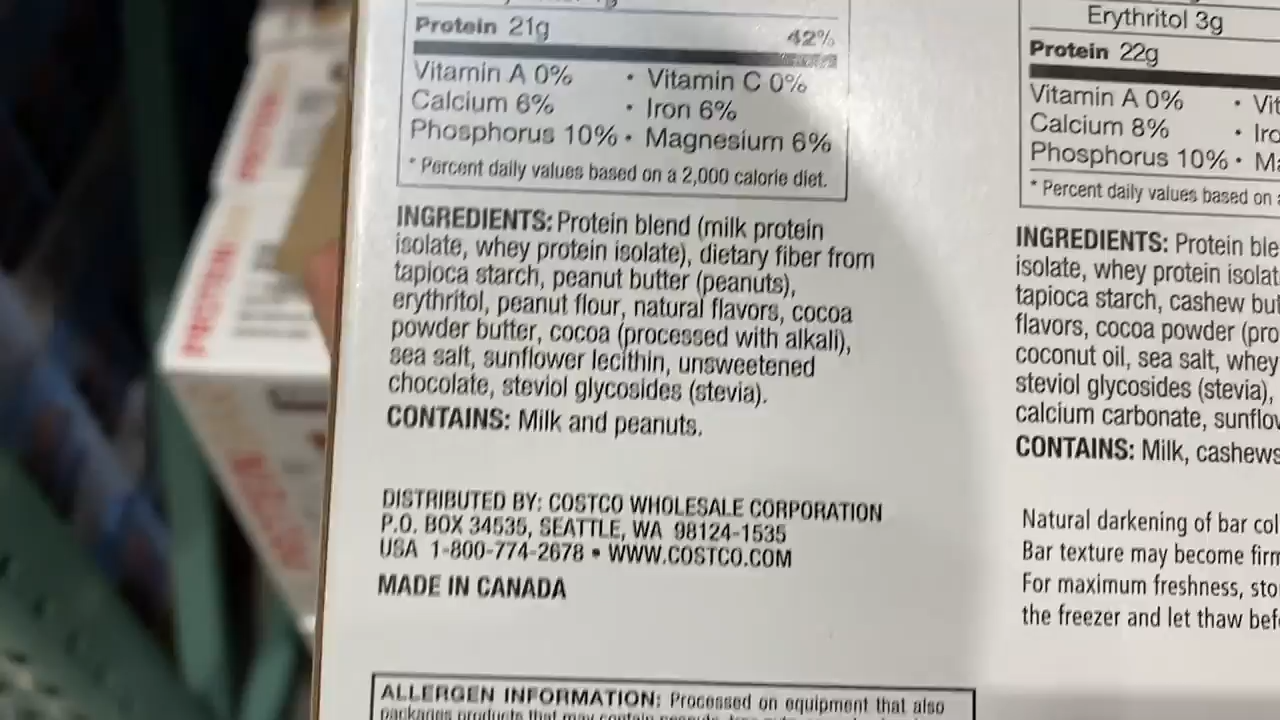 Protein 21g 42%
Vitamin A 0% • Vitamin C 0%
Calcium 6% • Iron 6%
Phosphorus 10% • Magnesium 6%
* Percent daily values based on a 2,000 calorie diet.
INGREDIENTS: Protein blend (milk protein
isolate, whey protein isolate), dietary fiber from
tapioca starch, peanut butter (peanuts),
erythritol, peanut flour, natural flavors, cocoa
powder butter, cocoa (processed with alkali),
sea salt, sunflower lecithin, unsweetened
chocolate, steviol glycosides (stevia).
CONTAINS: Milk and peanuts.
DISTRIBUTED BY: COSTCO WHOLESALE CORPORATION
P.O. BOX 34535, SEATTLE, WA 98124-1535
USA 1-800-774-2678 • WWW.COSTCO.COM
MADE IN CANADA
ALLERGEN INFORMATION: Processed on equipment that also
packages products that may contain
Erythritol 3g
Protein 22g
Vitamin A 0% • Vit
Calcium 8% • Iro
Phosphorus 10% • Ma
* Percent daily values based on a
INGREDIENTS: Protein ble
isolate, whey protein isolat
tapioca starch, cashew but
flavors, cocoa powder (pro
coconut oil, sea salt, whey
steviol glycosides (stevia),
calcium carbonate, sunflow
CONTAINS: Milk, cashews
Natural darkening of bar col
Bar texture may become firm
For maximum freshness, sto
the freezer and let thaw bef